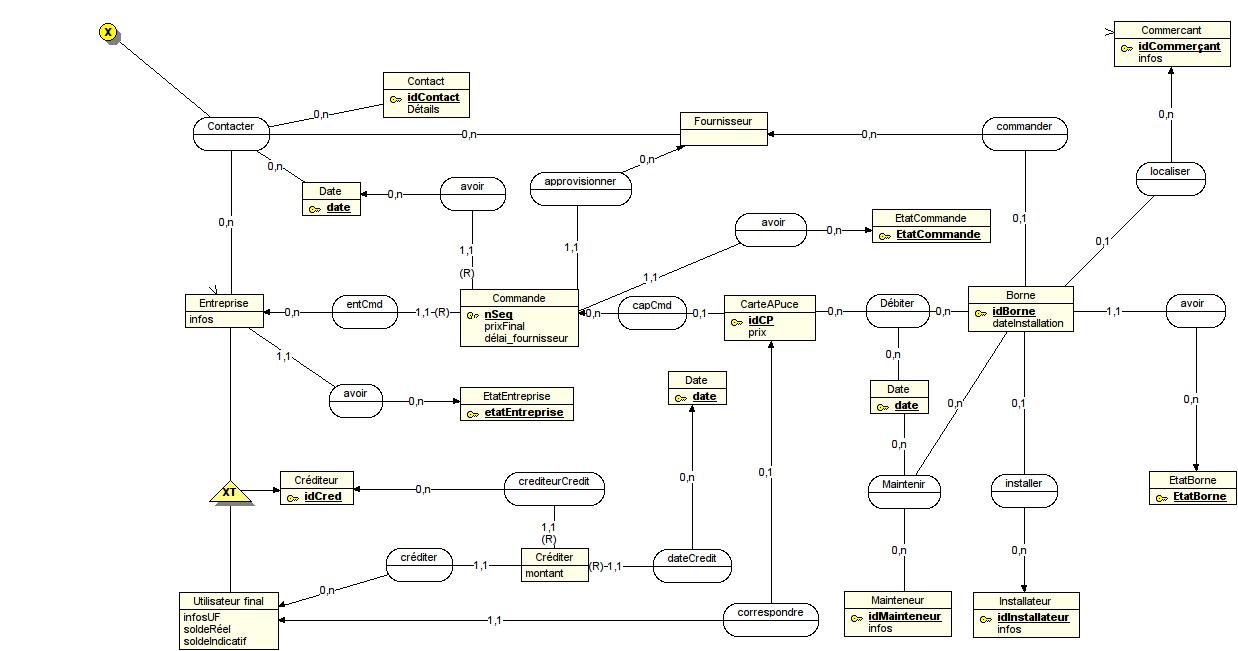 X
Commercant
idCommerçant
infos
Contact
idContact
Détails
0,n
0,n
Contacter
0,n
Fournisseur
0,n
commander
0,n
0,n
approvisionner
localiser
Date
date
0,n
avoir
0,n
1,1
(R)
1,1
avoir
0,n
EtatCommande
EtatCommande
0,1
0,1
1,1
Entreprise
infos
0,n
entCmd
1,1-(R)
Commande
nSeq
prixFinal
délai_fournisseur
0,n
capCmd
0,1
CarteAPuce
idCP
prix
0,n
Débiter
0,n
Borne
idBorne
dateInstallation
1,1
avoir
1,1
0,n
avoir
0,n
EtatEntreprise
etatEntreprise
Date
date
Date
date
0,n
0,1
0,n
0,n
XT
Créditeur
idCred
0,n
crediteurCredit
0,n
0,1
Maintenir
installer
EtatBorne
EtatBorne
1,1
(R)
créditer
1,1
Créditer
montant
(R)-1,1
dateCredit
0,n
0,n
0,n
Utilisateur final
infosUF
soldeRéel
soldeIndicatif
1,1
correspondre
Mainteneur
idMainteneur
infos
Installateur
idInstallateur
infos